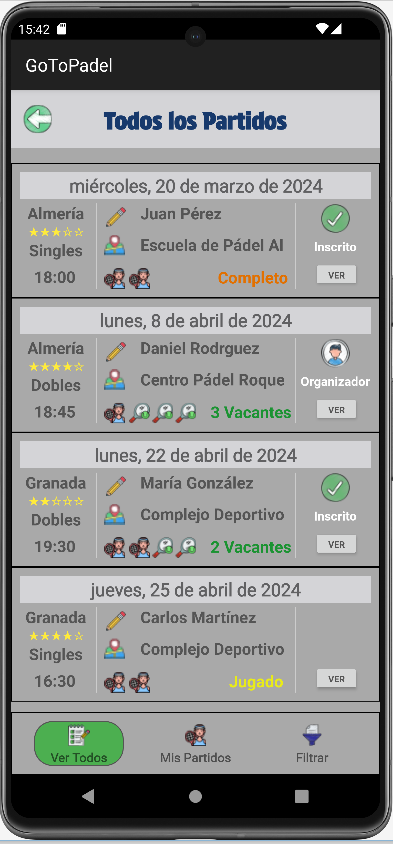 15:42
GoToPadel
Todos los Partidos
miércoles, 20 de marzo de 2024
Almería
Juan Pérez
Singles
Escuela de Pádel Al
Inscrito
18:00
Completo
VER
lunes, 8 de abril de 2024
Almería
Daniel Rodrguez
Dobles
Centro Pádel Roque
Organizador
18:45
3 Vacantes
VER
lunes, 22 de abril de 2024
Granada
María González
Dobles
Complejo Deportivo
Inscrito
19:30
2 Vacantes
VER
jueves, 25 de abril de 2024
Granada
Carlos Martínez
Singles
Complejo Deportivo
16:30
Jugado
VER
Ver Todos
Mis Partidos
Filtrar